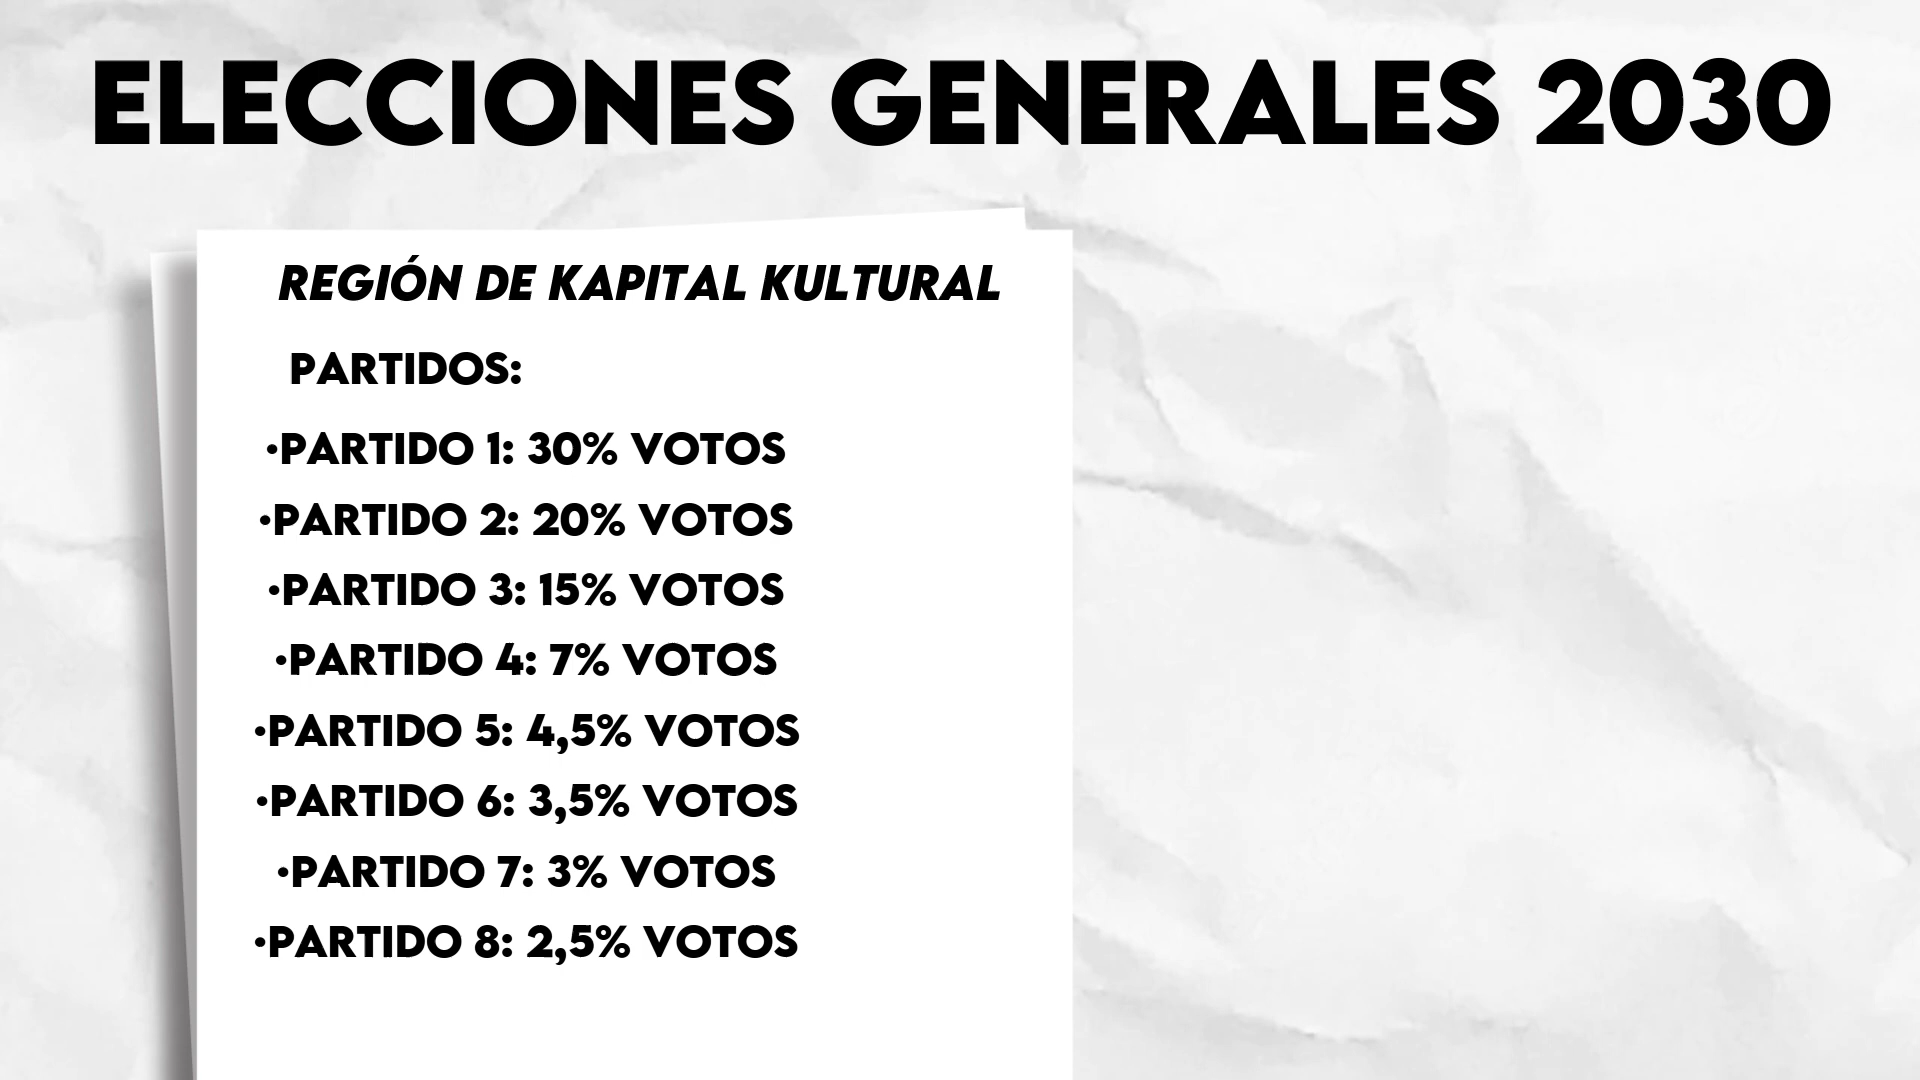 ELECCIONES GENERALES 2030
REGIÓN DE KAPITAL KULTURAL
PARTIDOS:
•PARTIDO 1: 30% VOTOS
•PARTIDO 2: 20% VOTOS
•PARTIDO 3: 15% VOTOS
•PARTIDO 4: 7% VOTOS
•PARTIDO 5: 4,5% VOTOS
•PARTIDO 6: 3,5% VOTOS
•PARTIDO 7: 3% VOTOS
•PARTIDO 8: 2,5% VOTOS